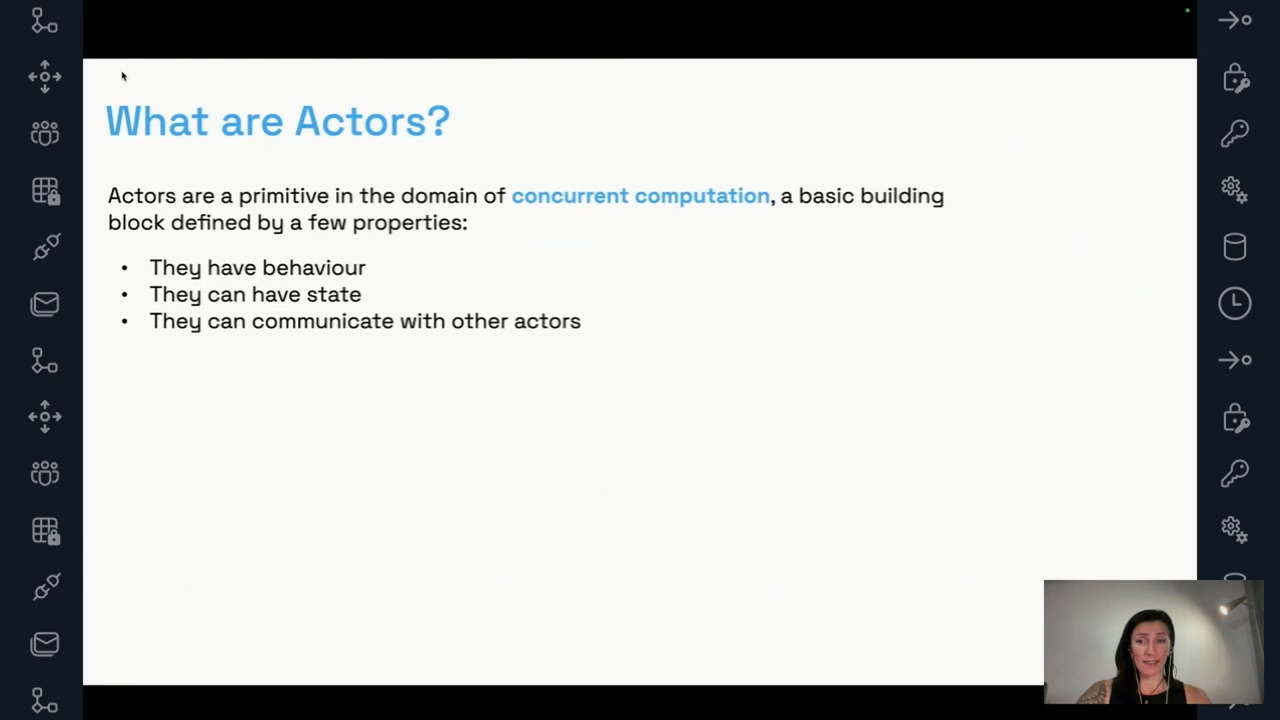 What are Actors?
Actors are a primitive in the domain of concurrent computation, a basic building
block defined by a few properties:
• They have behaviour
• They can have state
• They can communicate with other actors